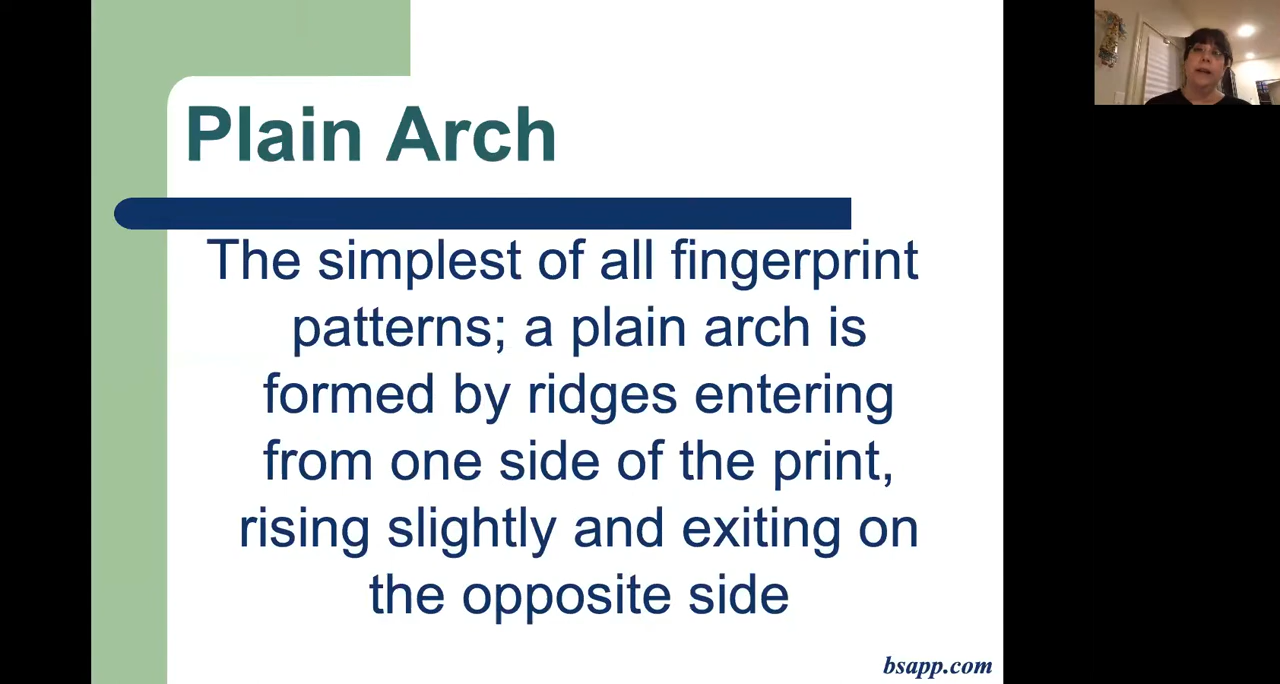 Plain Arch
The simplest of all fingerprint
patterns; a plain arch is
formed by ridges entering
from one side of the print,
rising slightly and exiting on
the opposite side
bsapp.com